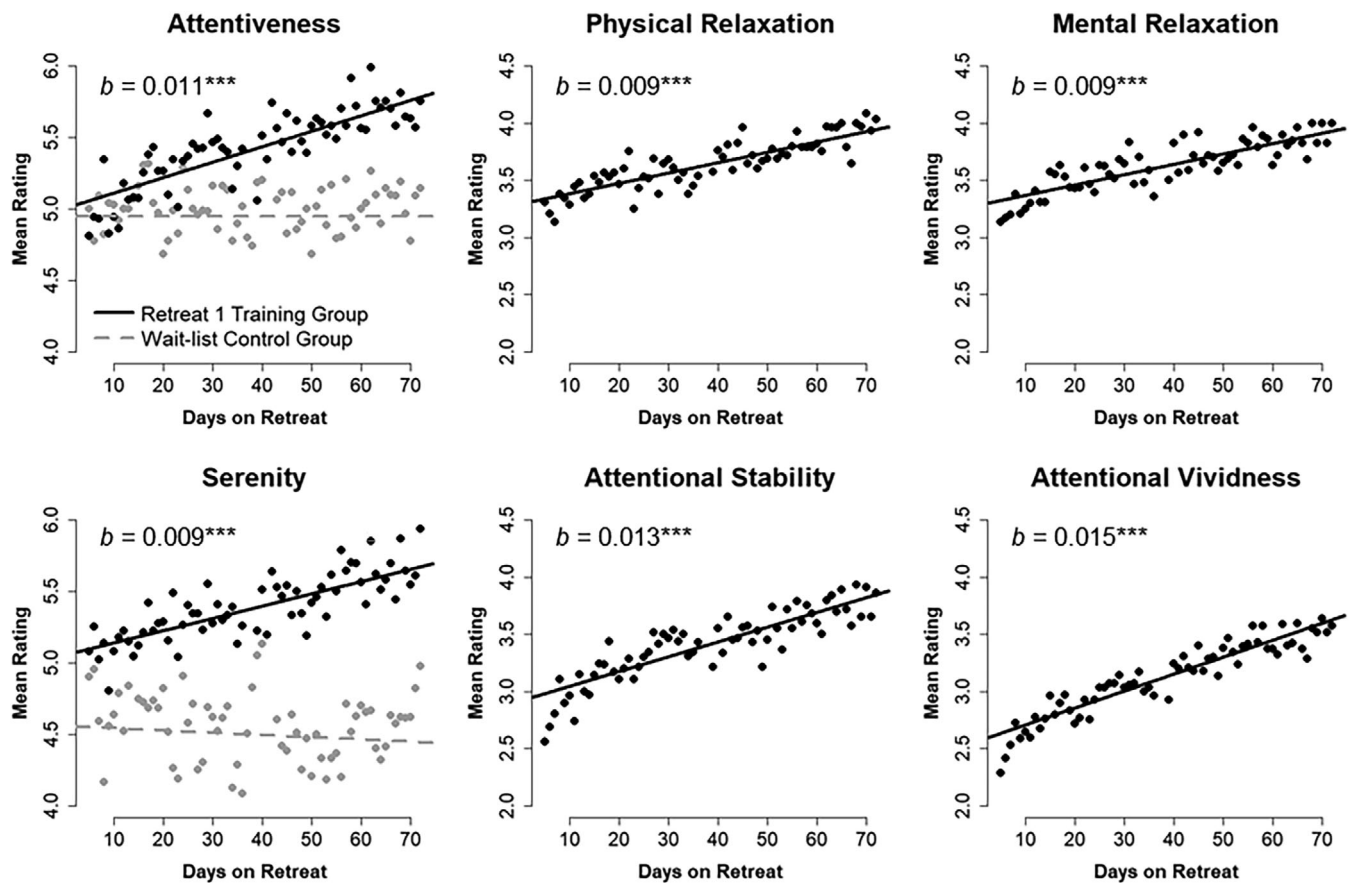 Attentiveness
b = 0.011***
Mean Rating
6.0
5.5
5.0
4.5
4.0
Retreat 1 Training Group
Wait-list Control Group
10 20 30 40 50 60 70
Days on Retreat
Physical Relaxation
b = 0.009***
Mean Rating
4.5
4.0
3.5
3.0
2.5
2.0
10 20 30 40 50 60 70
Days on Retreat
Mental Relaxation
b = 0.009***
Mean Rating
4.5
4.0
3.5
3.0
2.5
2.0
10 20 30 40 50 60 70
Days on Retreat
Serenity
b = 0.009***
Mean Rating
6.0
5.5
5.0
4.5
4.0
10 20 30 40 50 60 70
Days on Retreat
Attentional Stability
b = 0.013***
Mean Rating
4.5
4.0
3.5
3.0
2.5
2.0
10 20 30 40 50 60 70
Days on Retreat
Attentional Vividness
b = 0.015***
Mean Rating
4.5
4.0
3.5
3.0
2.5
2.0
10 20 30 40 50 60 70
Days on Retreat